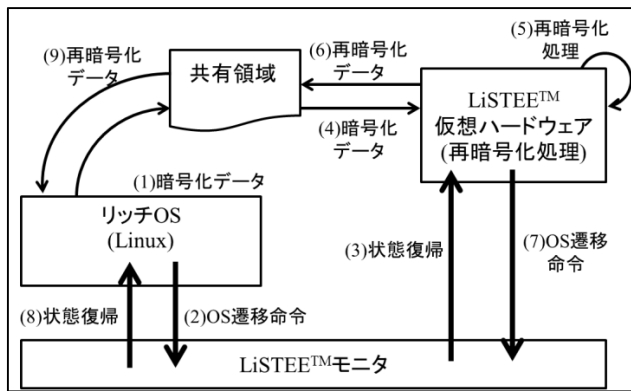 (5)再暗号化
処理
(9)再暗号化
データ
共有領域
(6)再暗号化
データ
LiSTEE™
仮想ハードウェア
(再暗号化処理)
(4)暗号化
データ
(1)暗号化データ
リッチOS
(Linux)
(3)状態復帰
(7)OS遷移
命令
(8)状態復帰
(2)OS遷移命令
LiSTEE™モニタ